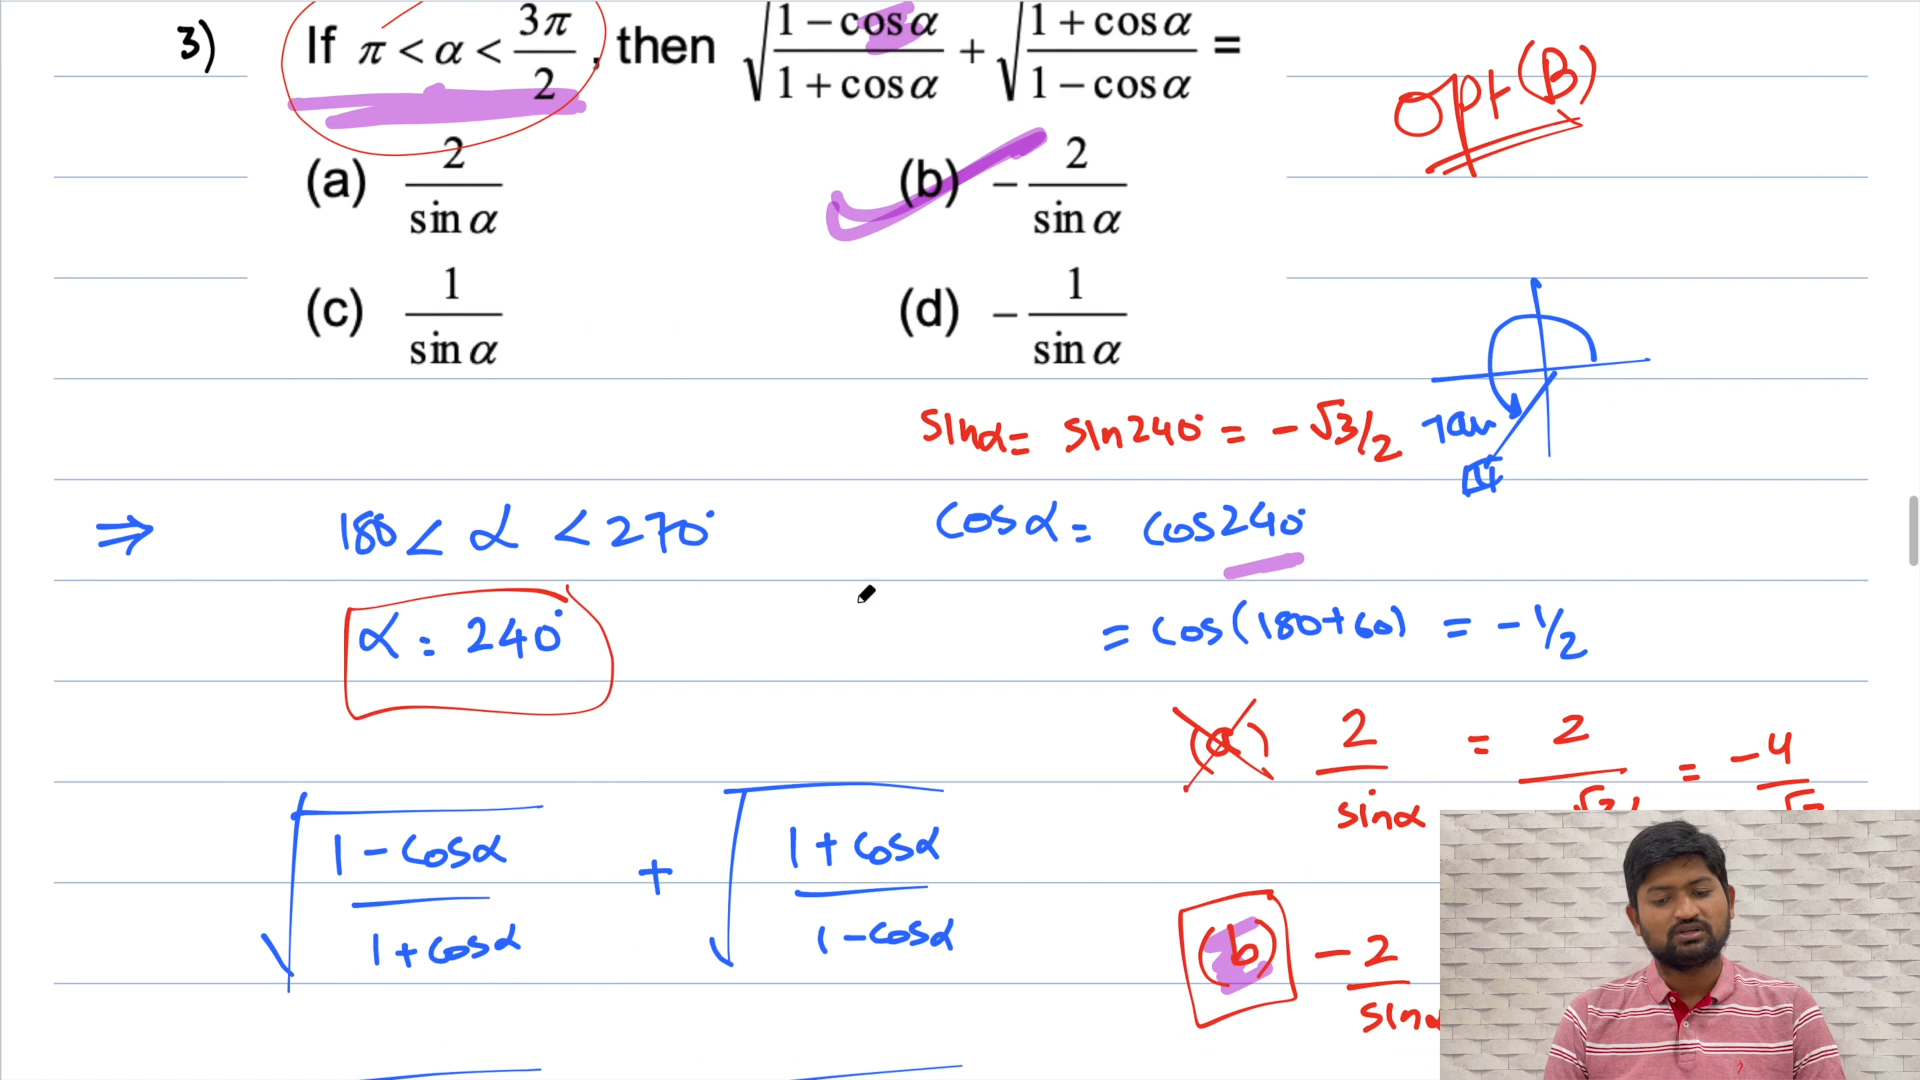 3) If π < α < 3π/2, then √((1 − cos α)/(1 + cos α)) + √((1 + cos α)/(1 − cos α)) =
Opt (B)
(a) 2/sin α
(b) − 2/sin α
(c) 1/sin α
(d) − 1/sin α
sinα = sin240° = −√3/2
III
⇒ 180 < α < 270°
cosα = cos240°
α = 240°
= cos(180+60) = −1/2
(a) 2/sinα = 2/ = −4/
√((1 − cosα)/(1 + cosα)) + √((1 + cosα)/(1 − cosα))
(b) −2/sinα